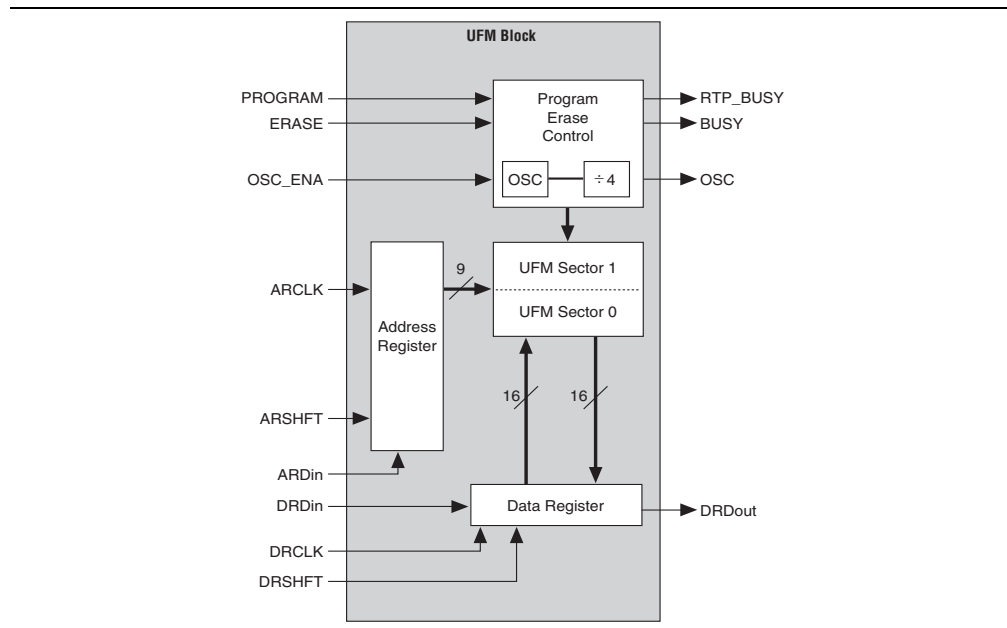 UFM Block
PROGRAM
ERASE
OSC_ENA
Program
Erase
Control
OSC
÷ 4
RTP_BUSY
BUSY
OSC
ARCLK
ARSHFT
ARDin
Address
Register
9
UFM Sector 1
UFM Sector 0
16
16
DRDin
DRCLK
DRSHFT
Data Register
DRDout